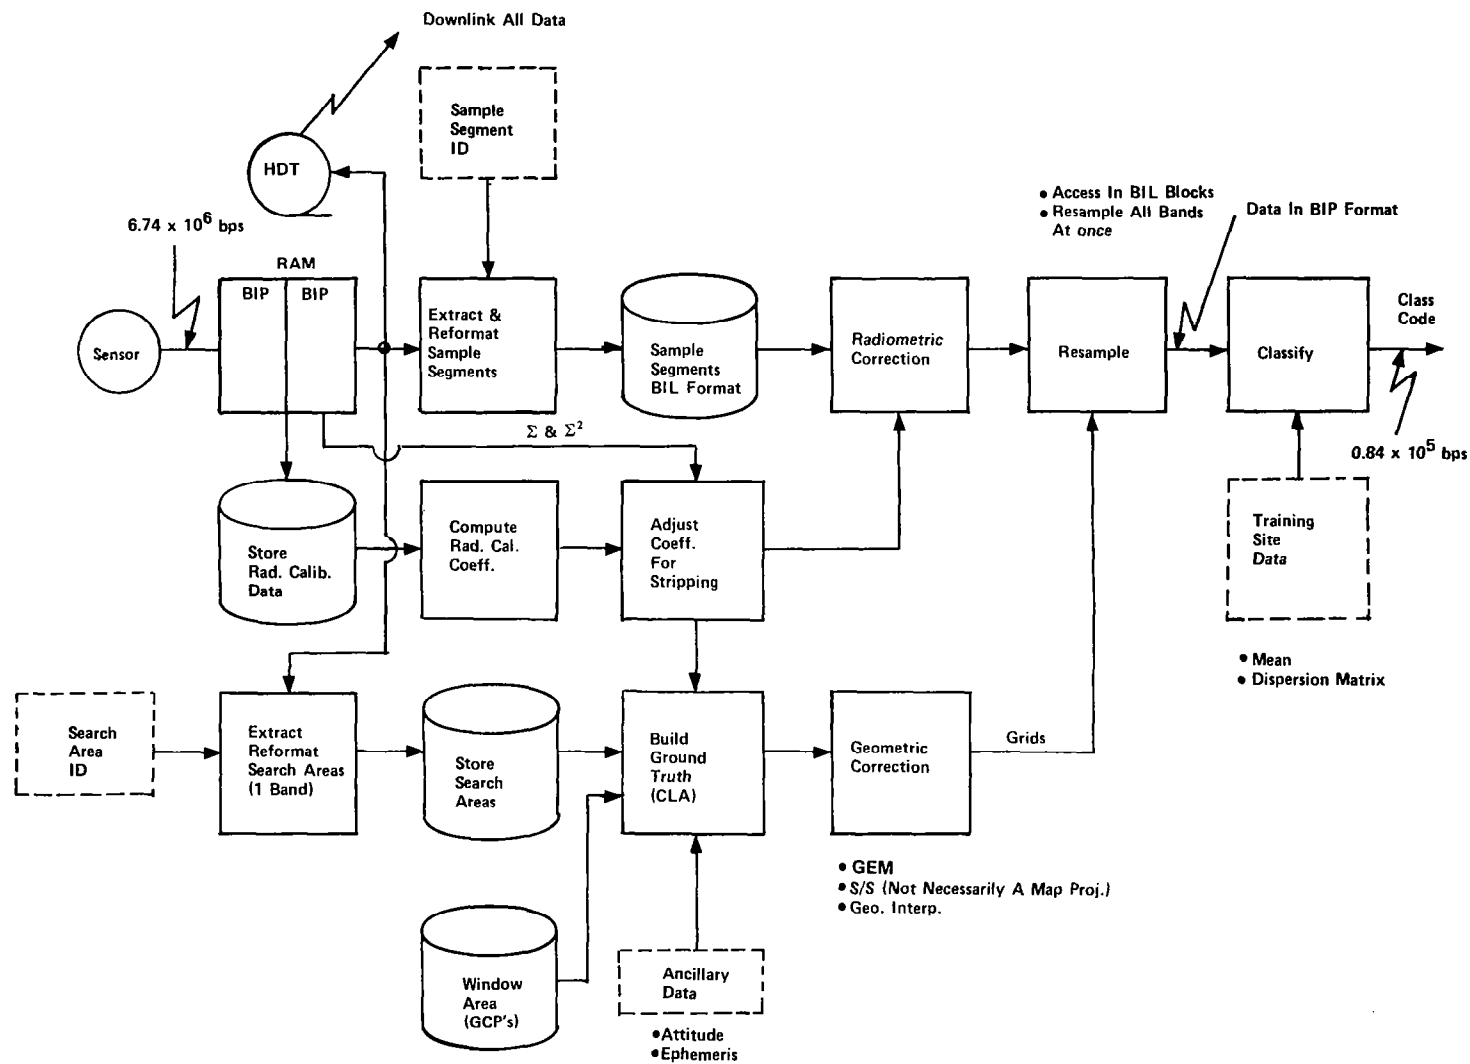 Downlink All Data
Sample
Segment
ID
HDT
6.74 x 10^6 bps
• Access In BIL Blocks
• Resample All Bands
At once
Data In BIP Format
RAM
BIP
BIP
Sensor
Extract &
Reformat
Sample
Segments
Sample
Segments
BIL Format
Radiometric
Correction
Resample
Classify
Class
Code
0.84 x 10^5 bps
Σ & Σ^2
Store
Rad. Calib.
Data
Compute
Rad. Cal.
Coeff.
Adjust
Coeff.
For
Stripping
Training
Site
Data
• Mean
• Dispersion Matrix
Search
Area
ID
Extract
Reformat
Search Areas
(1 Band)
Store
Search
Areas
Build
Ground
Truth
(CLA)
Geometric
Correction
Grids
• GEM
• S/S (Not Necessarily A Map Proj.)
• Geo. Interp.
Window
Area
(GCP's)
Ancillary
Data
• Attitude
• Ephemeris